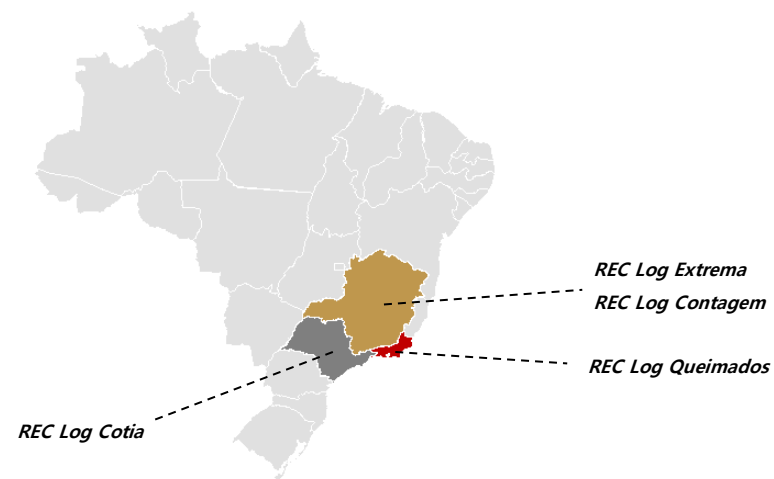 REC Log Extrema
REC Log Contagem
REC Log Queimados
REC Log Cotia